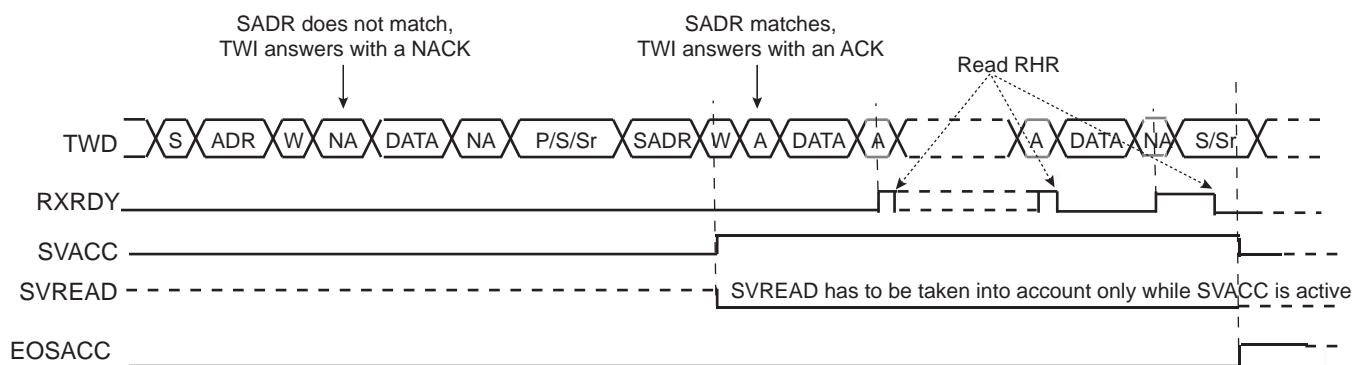 SADR does not match,
TWI answers with a NACK
SADR matches,
TWI answers with an ACK
Read RHR
TWD S ADR W NA DATA NA P/S/Sr SADR W A DATA A A DATA NA S/Sr
RXRDY
SVACC
SVREAD SVREAD has to be taken into account only while SVACC is active
EOSACC